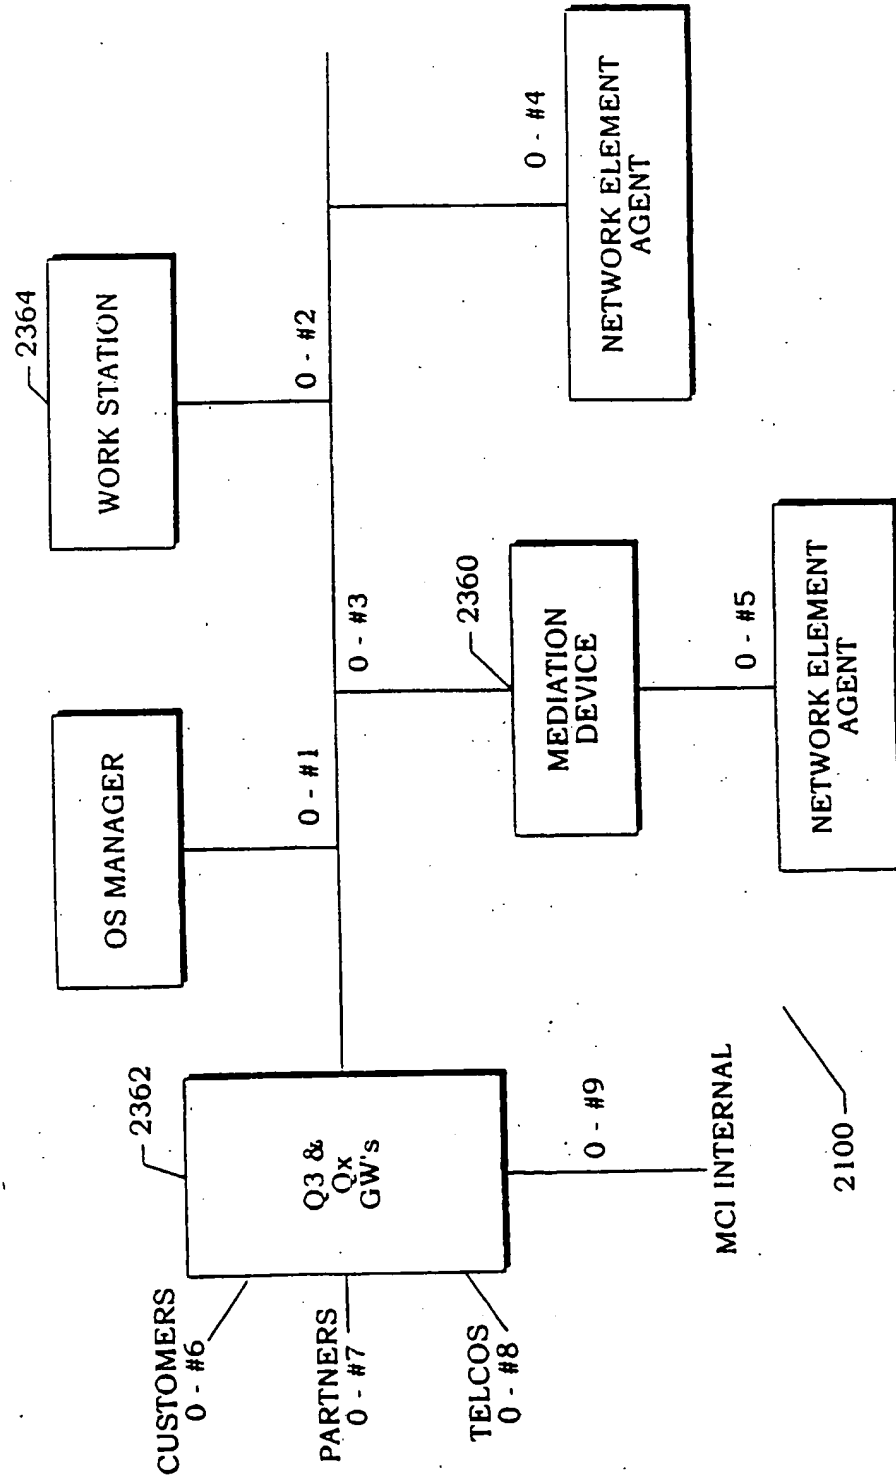 2364
WORK STATION
0 - #2
0 - #4
NETWORK ELEMENT
AGENT
OS MANAGER
0 - #1
0 - #3
2360
MEDIATION
DEVICE
0 - #5
NETWORK ELEMENT
AGENT
2362
Q3 &
Qx
GW's
0 - #9
MCI INTERNAL
CUSTOMERS
0 - #6
PARTNERS
0 - #7
TELCOS
0 - #8
2100